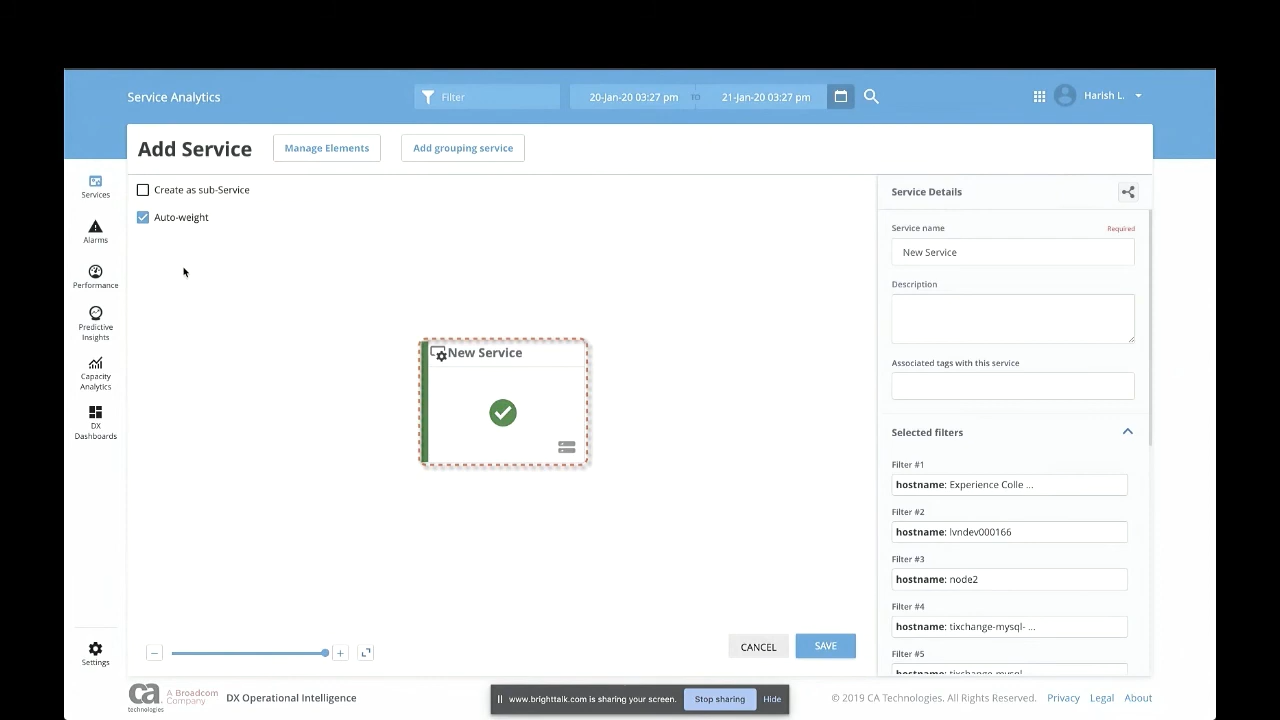 Service Analytics
Filter
20-Jan-20 03:27 pm TO 21-Jan-20 03:27 pm
Harish L.
Add Service
Manage Elements
Add grouping service
Create as sub-Service
Auto-weight
Services
Alarms
Performance
Predictive
Insights
Capacity
Analytics
DX
Dashboards
Settings
New Service
CANCEL
SAVE
Service Details
Service name
Required
New Service
Description
Associated tags with this service
Selected filters
Filter #1
hostname: Experience Colle ...
Filter #2
hostname: lvndev000166
Filter #3
hostname: node2
Filter #4
hostname: tixchange-mysql- ...
Filter #5
hostname: tixchange-mysql-
ca
technologies
A Broadcom
Company
DX Operational Intelligence
www.brighttalk.com is sharing your screen.
Stop sharing
Hide
© 2019 CA Technologies. All Rights Reserved.
Privacy
Legal
About